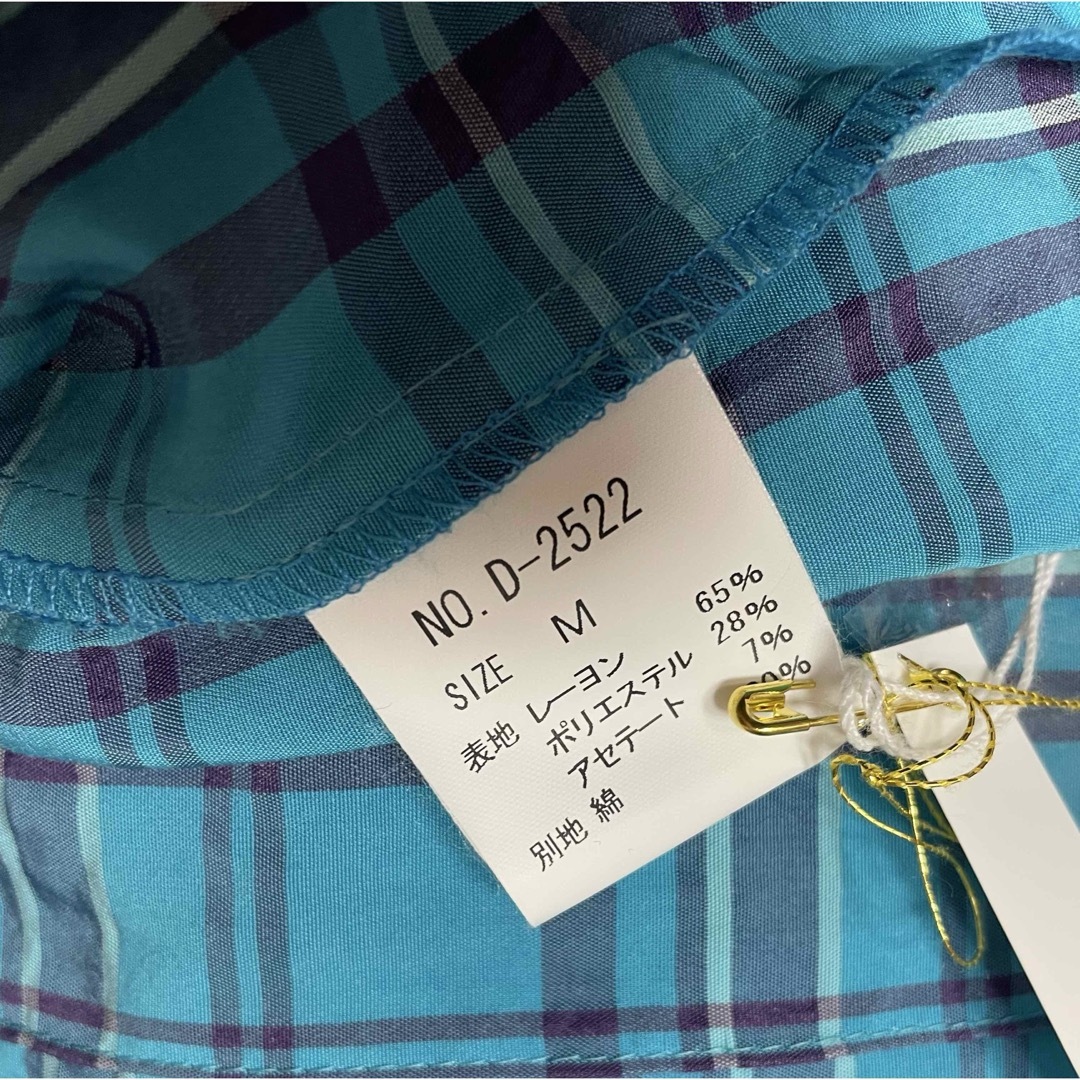 NO. D-2522
SIZE M
表地 レーヨン 65%
ポリエステル 28%
アセテート 7%
別地 綿